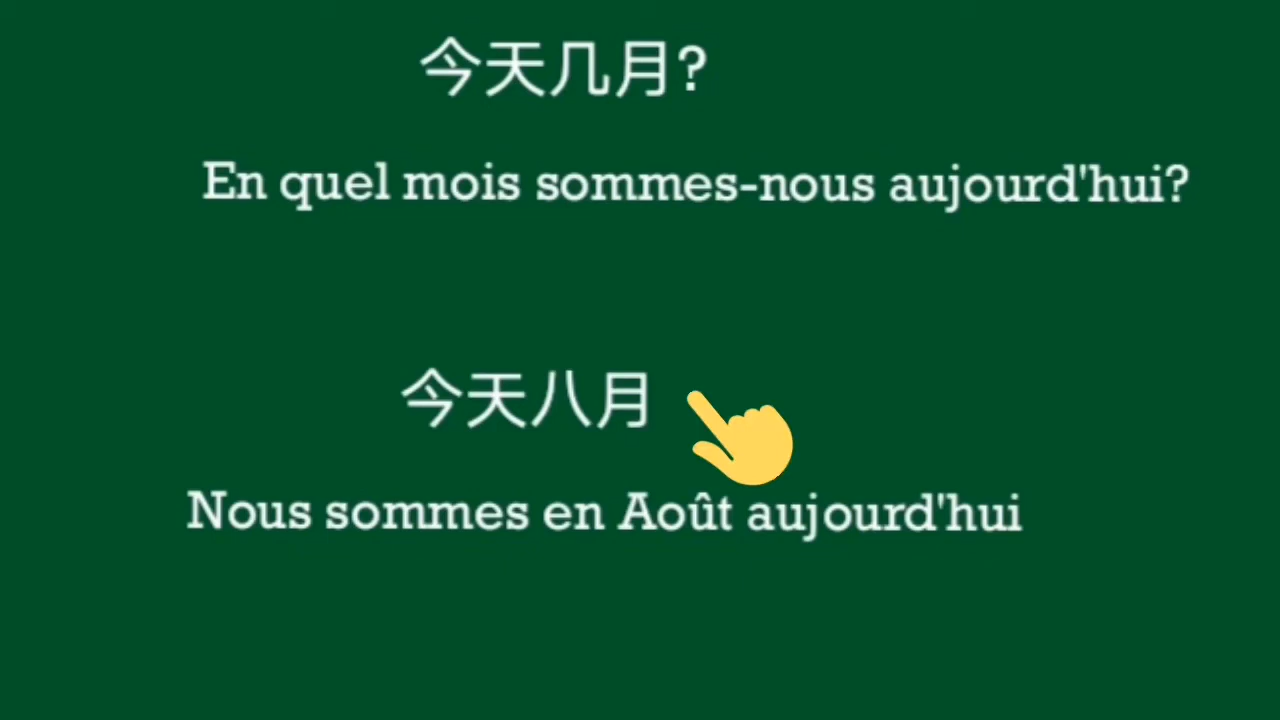 今天几月?
En quel mois sommes-nous aujourd'hui?
今天八月
Nous sommes en Août aujourd'hui